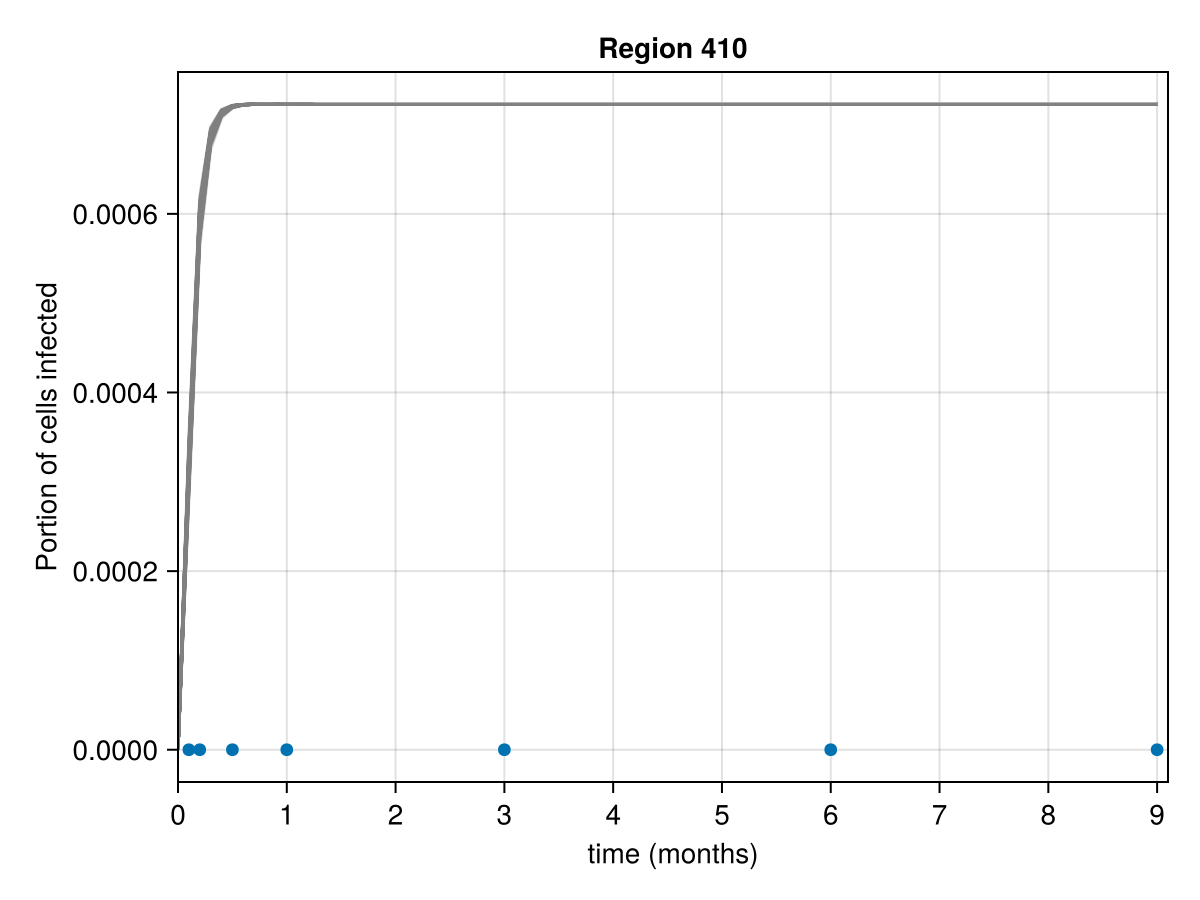 Region 410
Portion of cells infected
0.0006
0.0004
0.0002
0.0000
0 1 2 3 4 5 6 7 8 9
time (months)